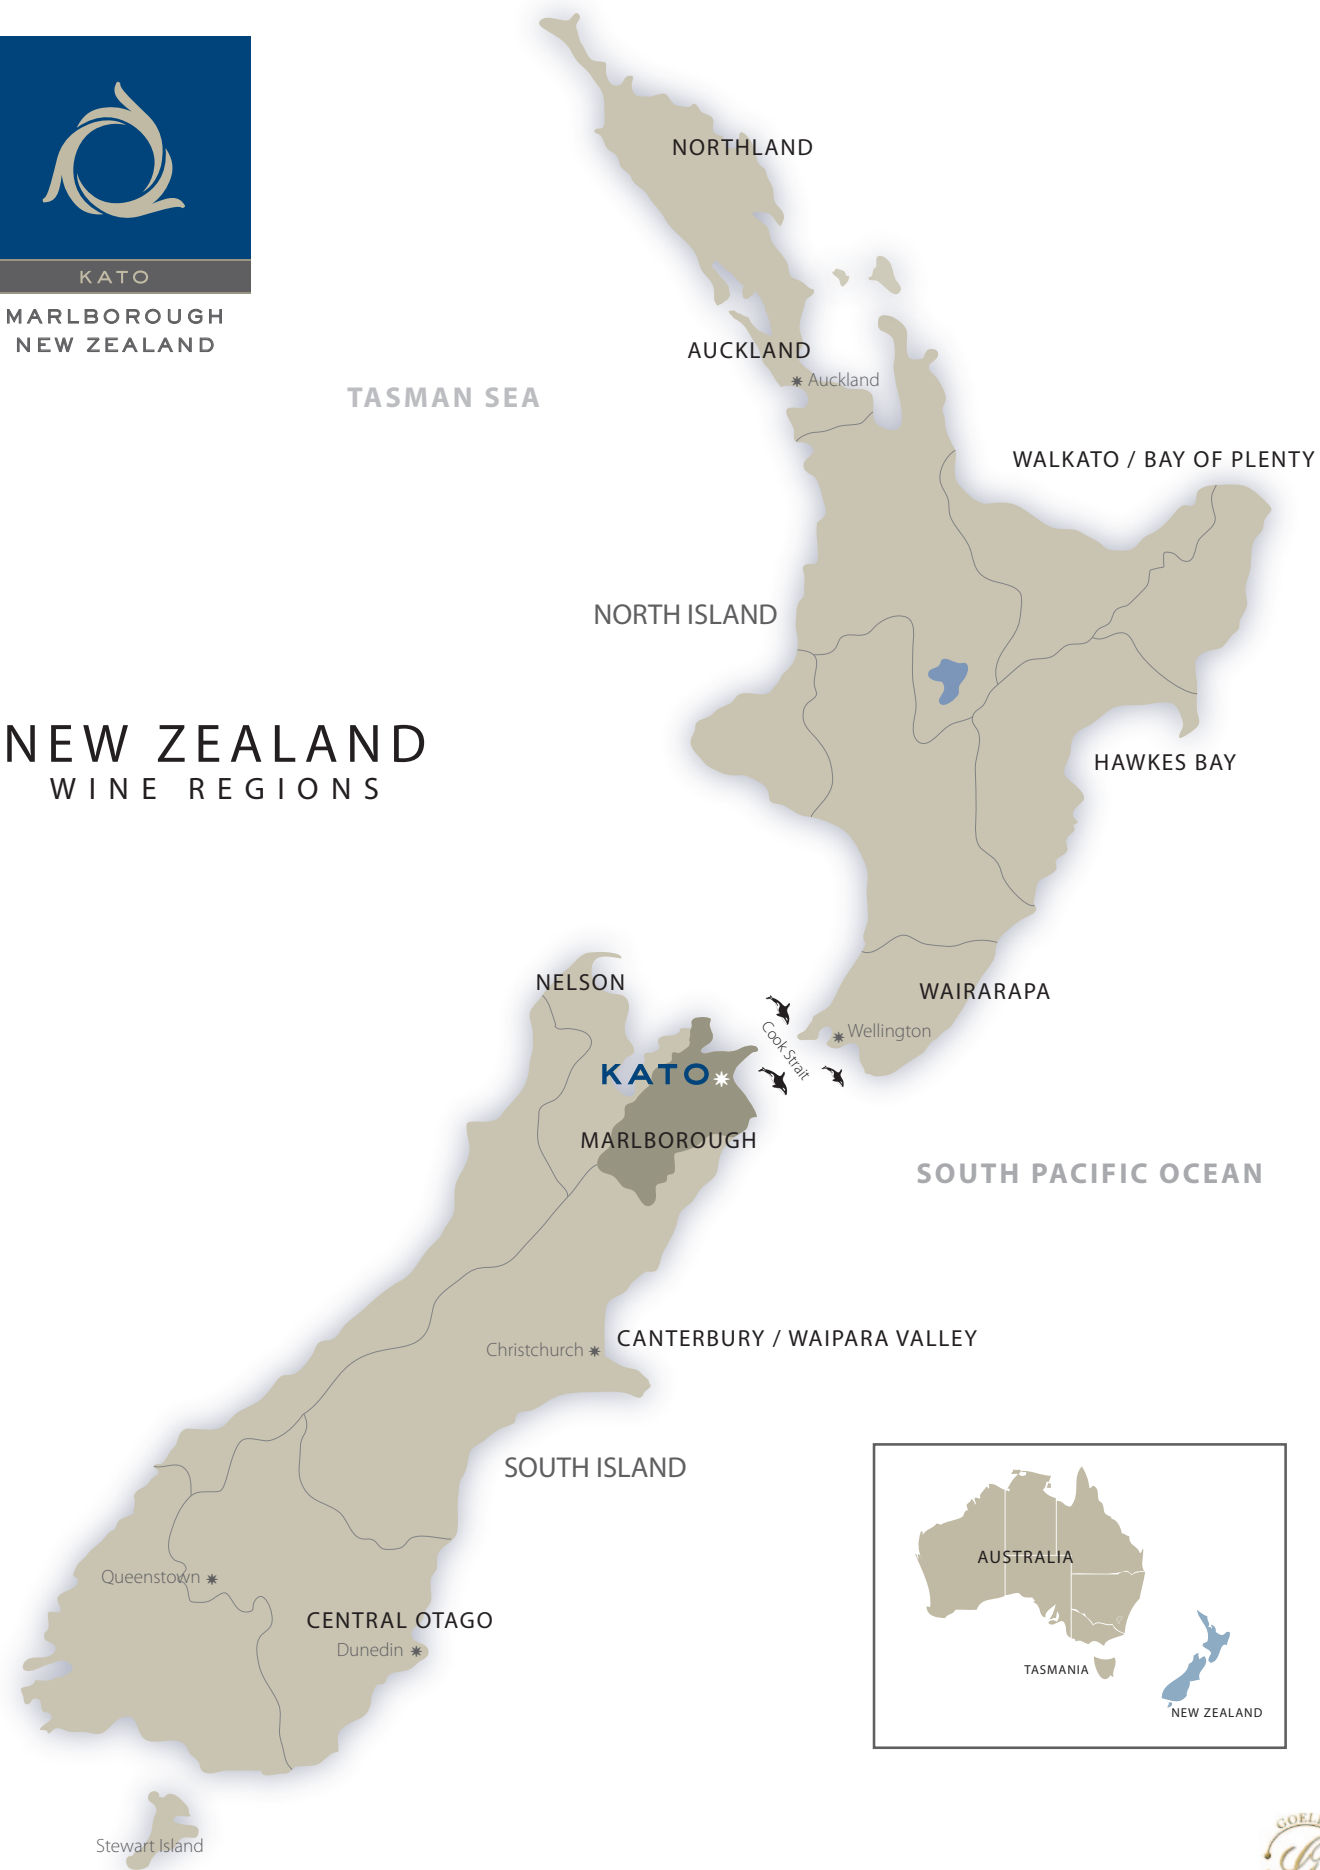 KATO
MARLBOROUGH
NEW ZEALAND
NORTHLAND
AUCKLAND
Auckland
TASMAN SEA
WALKATO / BAY OF PLENTY
NORTH ISLAND
NEW ZEALAND
WINE REGIONS
HAWKES BAY
NELSON
WAIRARAPA
Wellington
Cook Strait
KATO
MARLBOROUGH
SOUTH PACIFIC OCEAN
Christchurch
CANTERBURY / WAIPARA VALLEY
SOUTH ISLAND
AUSTRALIA
TASMANIA
NEW ZEALAND
Queenstown
CENTRAL OTAGO
Dunedin
Stewart Island